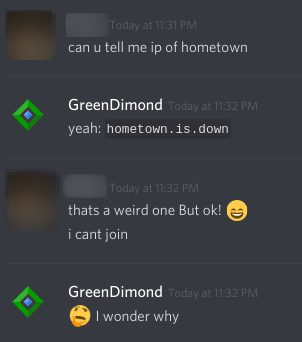 Today at 11:31 PM
can u tell me ip of hometown
GreenDimond Today at 11:32 PM
yeah: hometown.is.down
Today at 11:32 PM
thats a weird one But ok! 😄
i cant join
GreenDimond Today at 11:32 PM
🤔 I wonder why